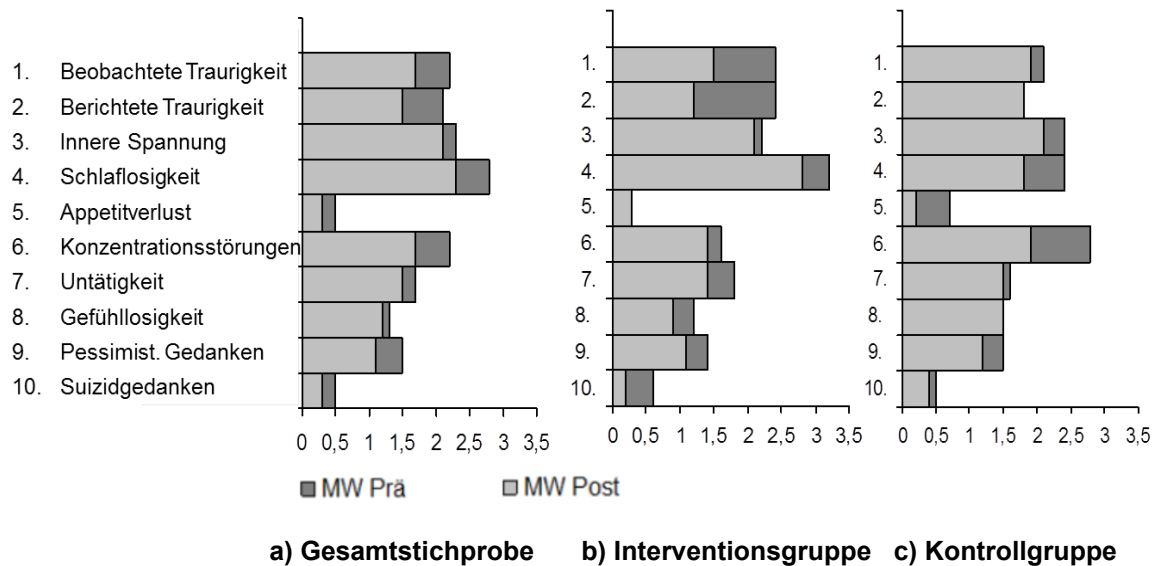 1. Beobachtete Traurigkeit
2. Berichtete Traurigkeit
3. Innere Spannung
4. Schlaflosigkeit
5. Appetitverlust
6. Konzentrationsstörungen
7. Untätigkeit
8. Gefühllosigkeit
9. Pessimist. Gedanken
10. Suizidgedanken
0 0,5 1 1,5 2 2,5 3 3,5
1.
2.
3.
4.
5.
6.
7.
8.
9.
10.
0 0,5 1 1,5 2 2,5 3 3,5
1.
2.
3.
4.
5.
6.
7.
8.
9.
10.
0 0,5 1 1,5 2 2,5 3 3,5
MW Prä MW Post
a) Gesamtstichprobe b) Interventionsgruppe c) Kontrollgruppe